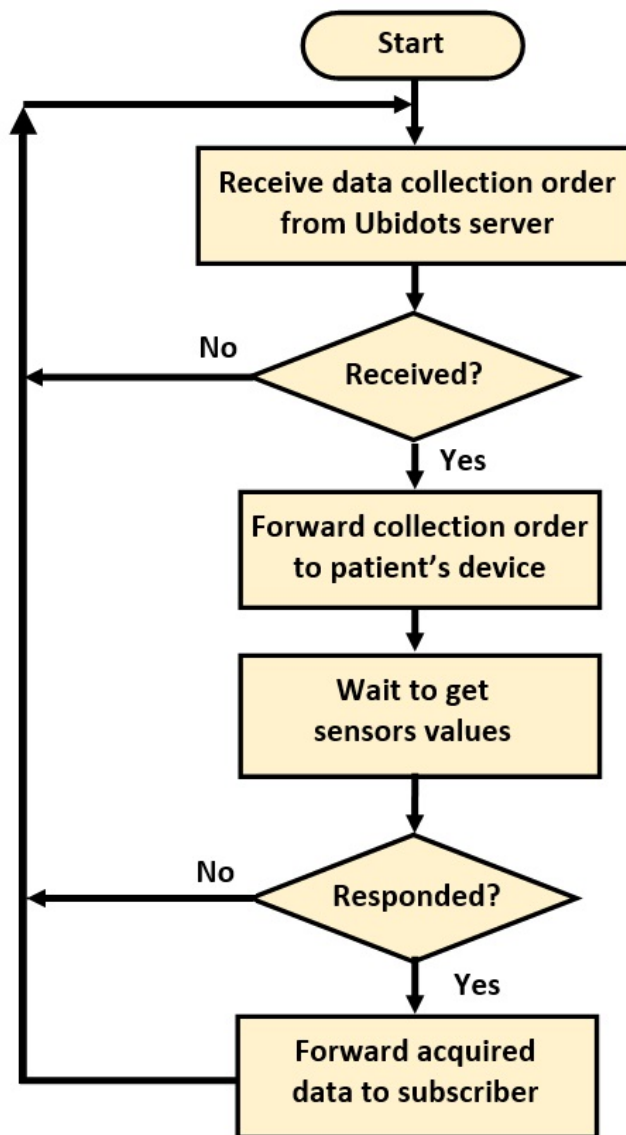 Start
Receive data collection order
from Ubidots server
No
Received?
Yes
Forward collection order
to patient's device
Wait to get
sensors values
No
Responded?
Yes
Forward acquired
data to subscriber